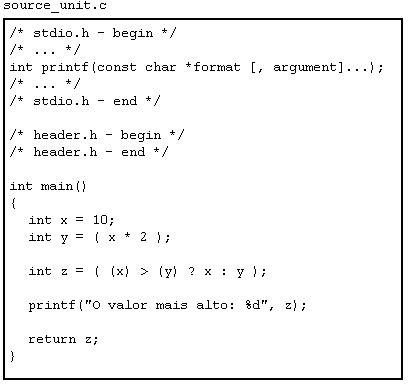 source_unit.c
/* stdio.h - begin */
/* ... */
int printf(const char *format [, argument]...);
/* ... */
/* stdio.h - end */
/* header.h - begin */
/* header.h - end */
int main()
{
int x = 10;
int y = ( x * 2 );
int z = ( (x) > (y) ? x : y );
printf("O valor mais alto: %d", z);
return z;
}